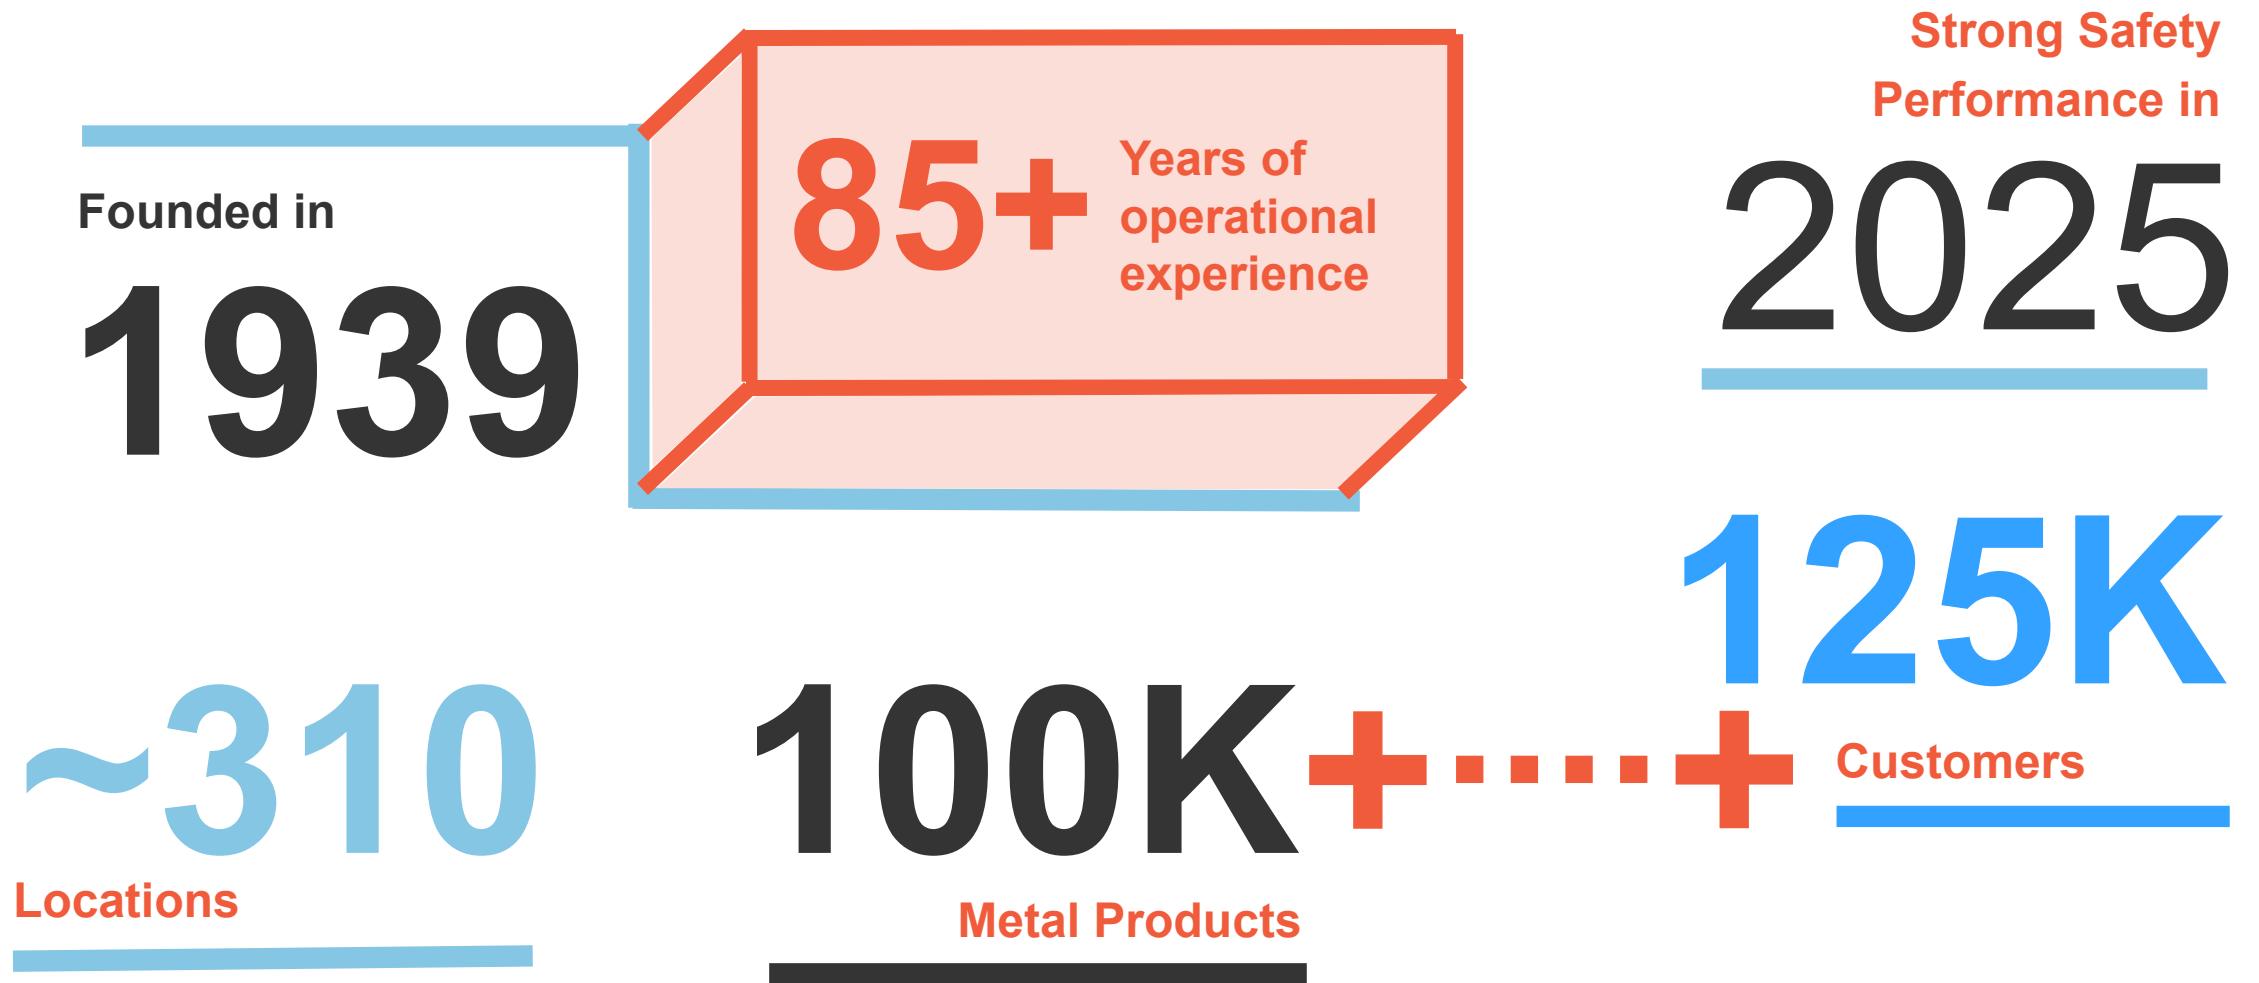 Founded in
1939
85+
Years of
operational
experience
Strong Safety
Performance in
2025
~310
Locations
100K+
Metal Products
125K
+
Customers